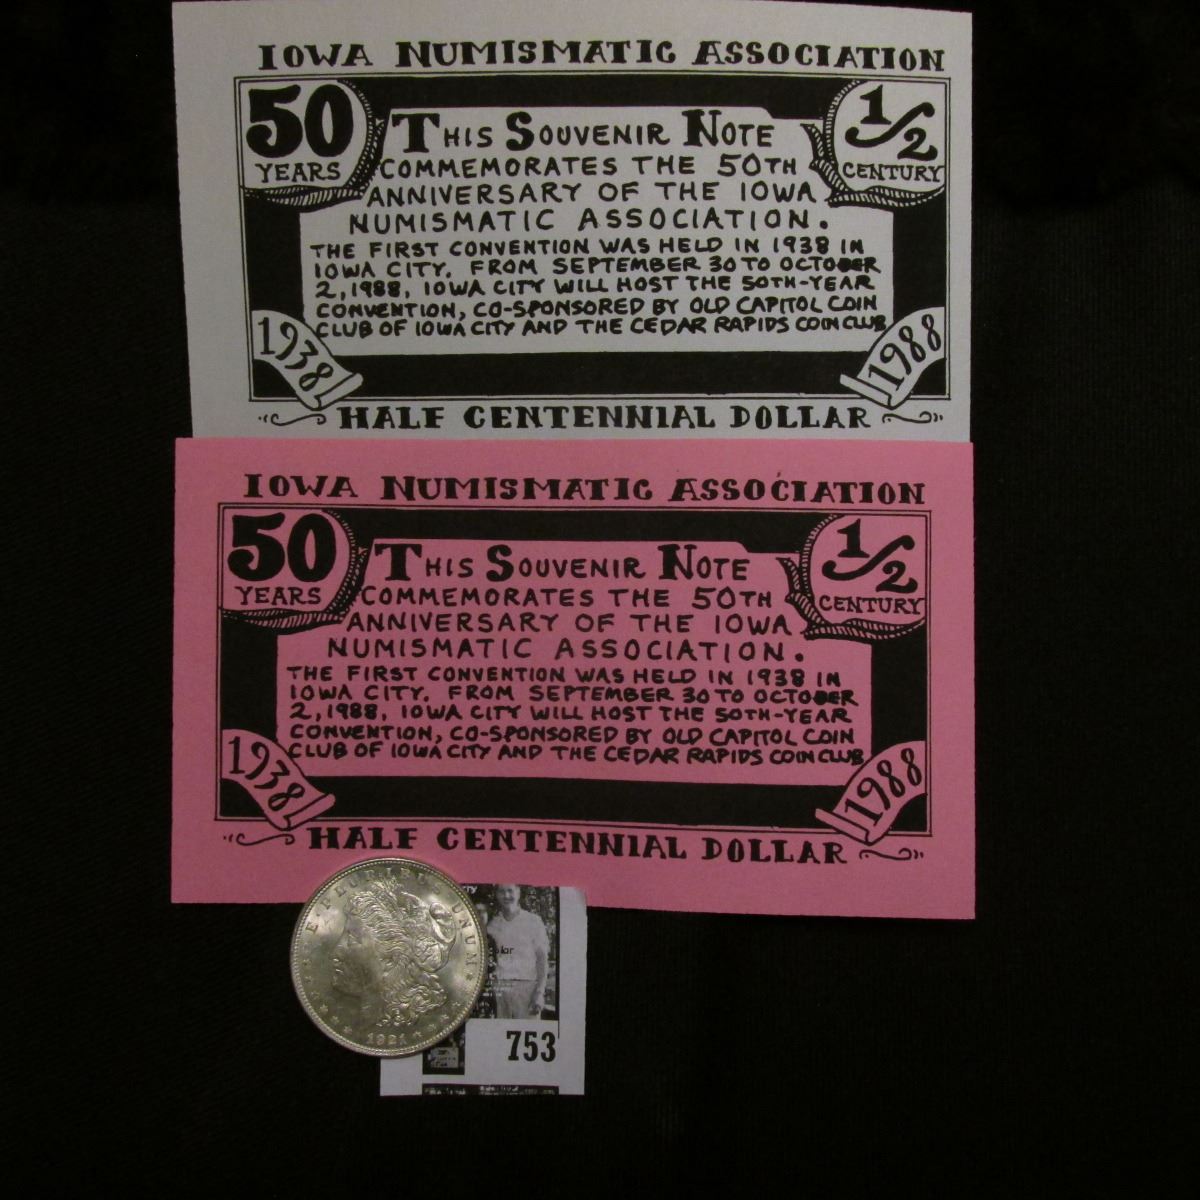 IOWA NUMISMATIC ASSOCIATION
50 YEARS
1/2 CENTURY
THIS SOUVENIR NOTE
COMMEMORATES THE 50TH
ANNIVERSARY OF THE IOWA
NUMISMATIC ASSOCIATION.
THE FIRST CONVENTION WAS HELD IN 1938 IN
IOWA CITY. FROM SEPTEMBER 30 TO OCTOBER
2, 1988, IOWA CITY WILL HOST THE 50TH-YEAR
CONVENTION, CO-SPONSORED BY OLD CAPITOL COIN
CLUB OF IOWA CITY AND THE CEDAR RAPIDS COIN CLUB
1938
1988
HALF CENTENNIAL DOLLAR
IOWA NUMISMATIC ASSOCIATION
50 YEARS
1/2 CENTURY
THIS SOUVENIR NOTE
COMMEMORATES THE 50TH
ANNIVERSARY OF THE IOWA
NUMISMATIC ASSOCIATION.
THE FIRST CONVENTION WAS HELD IN 1938 IN
IOWA CITY. FROM SEPTEMBER 30 TO OCTOBER
2, 1988, IOWA CITY WILL HOST THE 50TH-YEAR
CONVENTION, CO-SPONSORED BY OLD CAPITOL COIN
CLUB OF IOWA CITY AND THE CEDAR RAPIDS COIN CLUB
1938
1988
HALF CENTENNIAL DOLLAR
E·PLURIBUS UNUM
1921
753